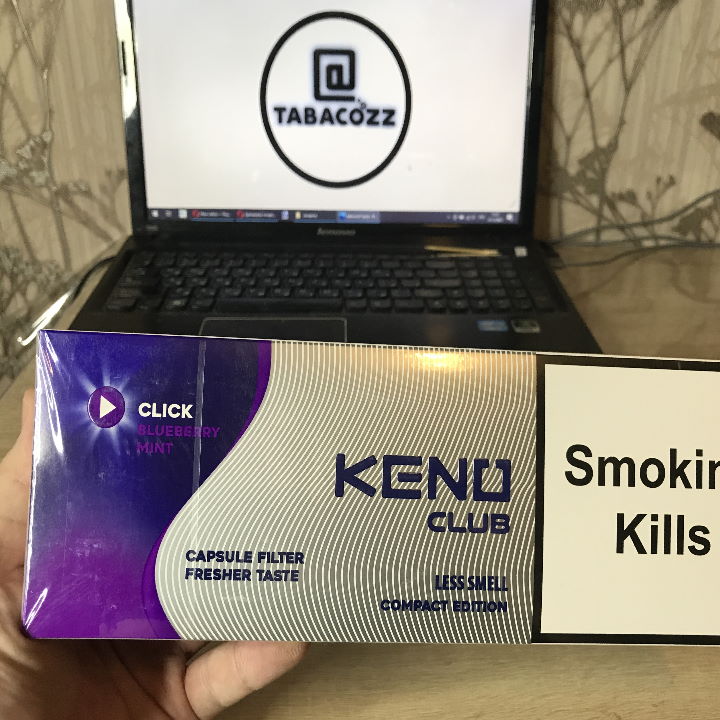 @
TABACOZZ
lenovo
CLICK
BLUEBERRY
MINT
KENO
CLUB
CAPSULE FILTER
FRESHER TASTE
LESS SMELL
COMPACT EDITION
Smokin
Kills